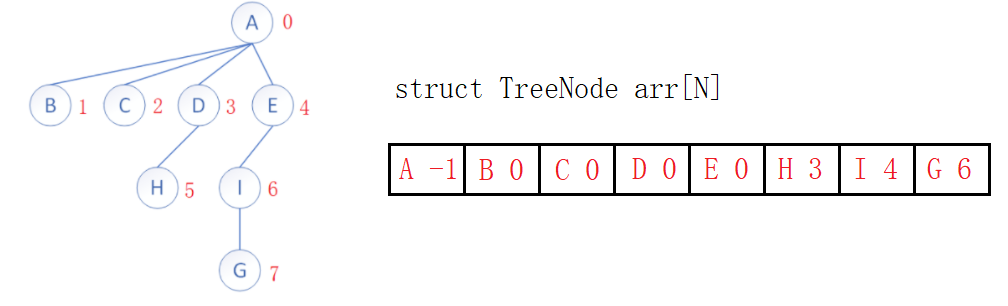 A 0
struct TreeNode arr[N]
B 1 C 2 D 3 E 4
A -1 B 0 C 0 D 0 E 0 H 3 I 4 G 6
H 5 I 6
G 7